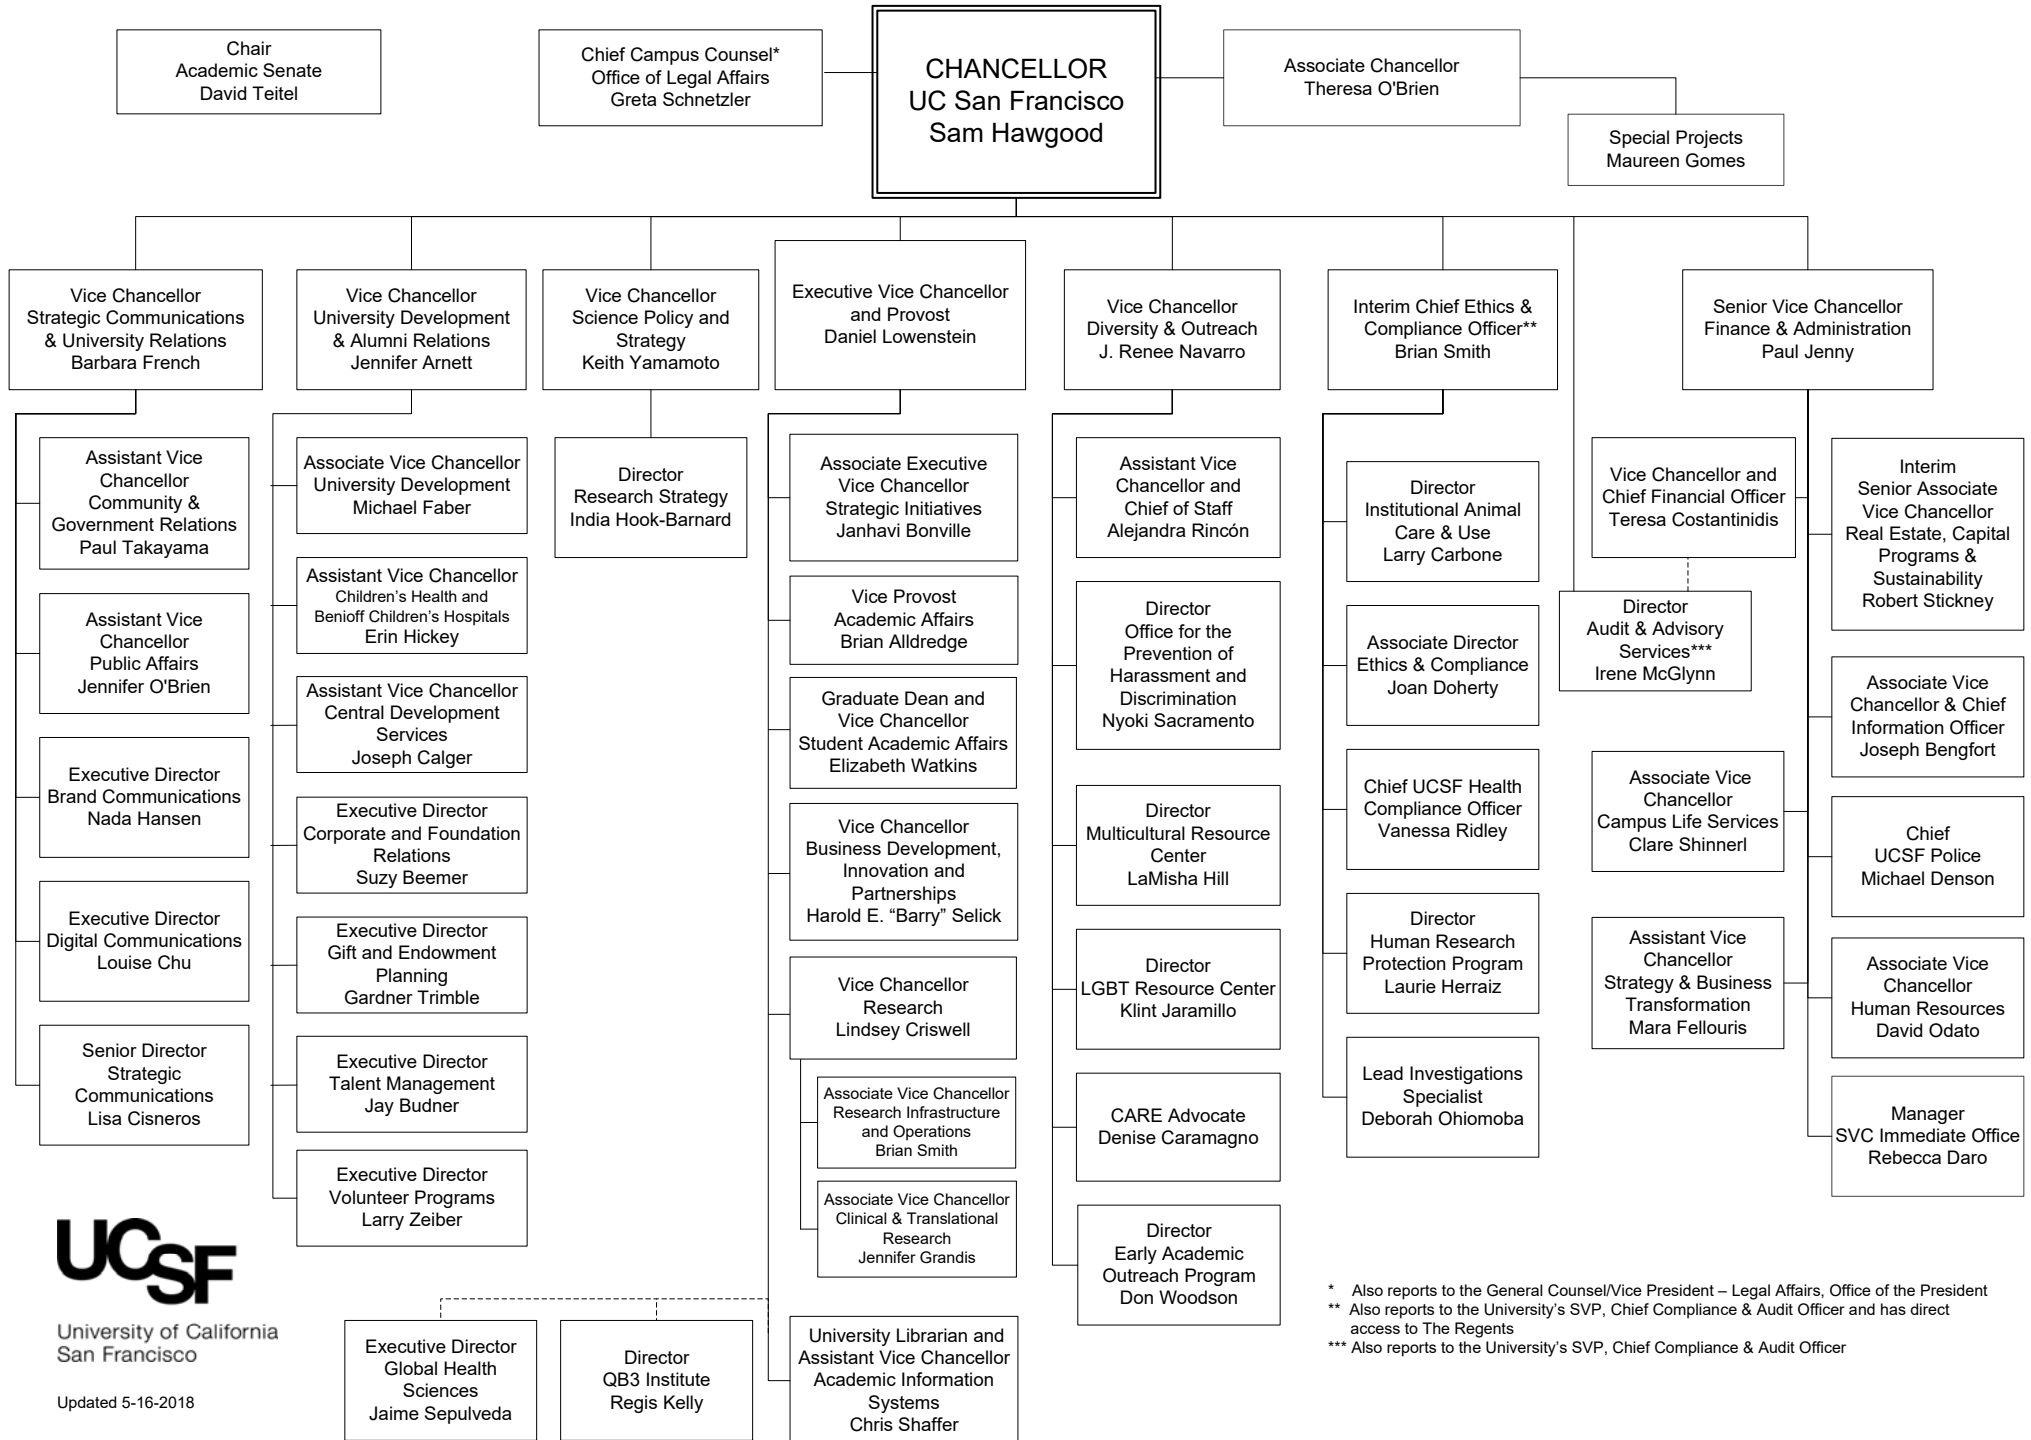 Chair
Academic Senate
David Teitel
Chief Campus Counsel*
Office of Legal Affairs
Greta Schnetzler
CHANCELLOR
UC San Francisco
Sam Hawgood
Associate Chancellor
Theresa O'Brien
Special Projects
Maureen Gomes
Vice Chancellor
Strategic Communications
& University Relations
Barbara French
Vice Chancellor
University Development
& Alumni Relations
Jennifer Arnett
Vice Chancellor
Science Policy and
Strategy
Keith Yamamoto
Executive Vice Chancellor
and Provost
Daniel Lowenstein
Vice Chancellor
Diversity & Outreach
J. Renee Navarro
Interim Chief Ethics &
Compliance Officer**
Brian Smith
Senior Vice Chancellor
Finance & Administration
Paul Jenny
Assistant Vice
Chancellor
Community &
Government Relations
Paul Takayama
Assistant Vice
Chancellor
Public Affairs
Jennifer O'Brien
Executive Director
Brand Communications
Nada Hansen
Executive Director
Digital Communications
Louise Chu
Senior Director
Strategic
Communications
Lisa Cisneros
Associate Vice Chancellor
University Development
Michael Faber
Assistant Vice Chancellor
Children’s Health and
Benioff Children’s Hospitals
Erin Hickey
Assistant Vice Chancellor
Central Development
Services
Joseph Calger
Executive Director
Corporate and Foundation
Relations
Suzy Beemer
Executive Director
Gift and Endowment
Planning
Gardner Trimble
Executive Director
Talent Management
Jay Budner
Executive Director
Volunteer Programs
Larry Zeiber
Director
Research Strategy
India Hook-Barnard
Associate Executive
Vice Chancellor
Strategic Initiatives
Janhavi Bonville
Vice Provost
Academic Affairs
Brian Alldredge
Graduate Dean and
Vice Chancellor
Student Academic Affairs
Elizabeth Watkins
Vice Chancellor
Business Development,
Innovation and
Partnerships
Harold E. “Barry” Selick
Vice Chancellor
Research
Lindsey Criswell
Associate Vice Chancellor
Research Infrastructure
and Operations
Brian Smith
Associate Vice Chancellor
Clinical & Translational
Research
Jennifer Grandis
Executive Director
Global Health
Sciences
Jaime Sepulveda
Director
QB3 Institute
Regis Kelly
University Librarian and
Assistant Vice Chancellor
Academic Information
Systems
Chris Shaffer
Assistant Vice
Chancellor and
Chief of Staff
Alejandra Rincón
Director
Office for the
Prevention of
Harassment and
Discrimination
Nyoki Sacramento
Director
Multicultural Resource
Center
LaMisha Hill
Director
LGBT Resource Center
Klint Jaramillo
CARE Advocate
Denise Caramagno
Director
Early Academic
Outreach Program
Don Woodson
Director
Institutional Animal
Care & Use
Larry Carbone
Associate Director
Ethics & Compliance
Joan Doherty
Chief UCSF Health
Compliance Officer
Vanessa Ridley
Director
Human Research
Protection Program
Laurie Herraiz
Lead Investigations
Specialist
Deborah Ohiomoba
Vice Chancellor and
Chief Financial Officer
Teresa Costantinidis
Director
Audit & Advisory
Services***
Irene McGlynn
Associate Vice
Chancellor
Campus Life Services
Clare Shinnerl
Assistant Vice
Chancellor
Strategy & Business
Transformation
Mara Fellouris
Interim
Senior Associate
Vice Chancellor
Real Estate, Capital
Programs &
Sustainability
Robert Stickney
Associate Vice
Chancellor & Chief
Information Officer
Joseph Bengfort
Chief
UCSF Police
Michael Denson
Associate Vice
Chancellor
Human Resources
David Odato
Manager
SVC Immediate Office
Rebecca Daro
UCSF
University of California
San Francisco
Updated 5-16-2018
* Also reports to the General Counsel/Vice President – Legal Affairs, Office of the President
** Also reports to the University’s SVP, Chief Compliance & Audit Officer and has direct
access to The Regents
*** Also reports to the University’s SVP, Chief Compliance & Audit Officer